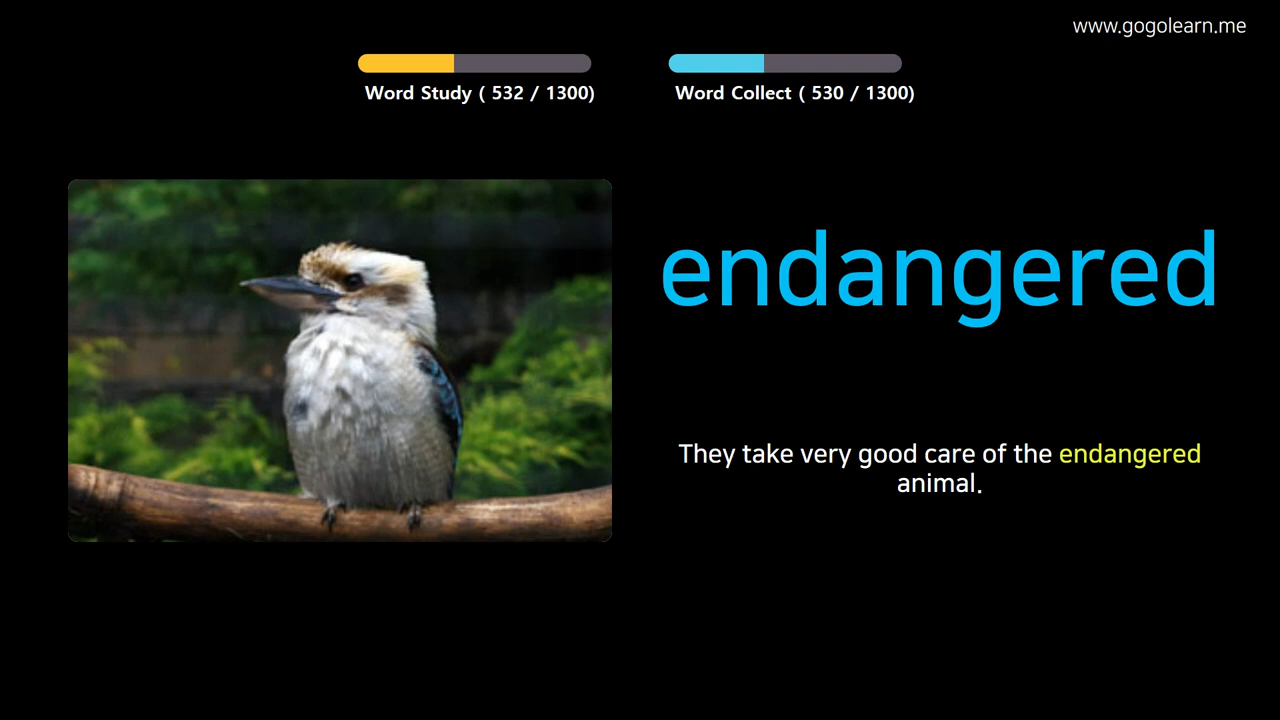 www.gogolearn.me
Word Study ( 532 / 1300)
Word Collect ( 530 / 1300)
endangered
They take very good care of the endangered
animal.